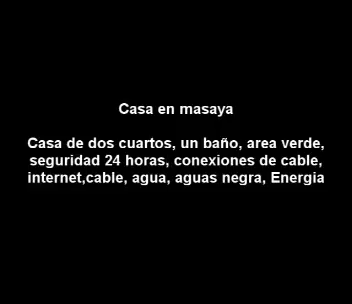 Casa en masaya
Casa de dos cuartos, un baño, area verde,
seguridad 24 horas, conexiones de cable,
internet,cable, agua, aguas negra, Energia